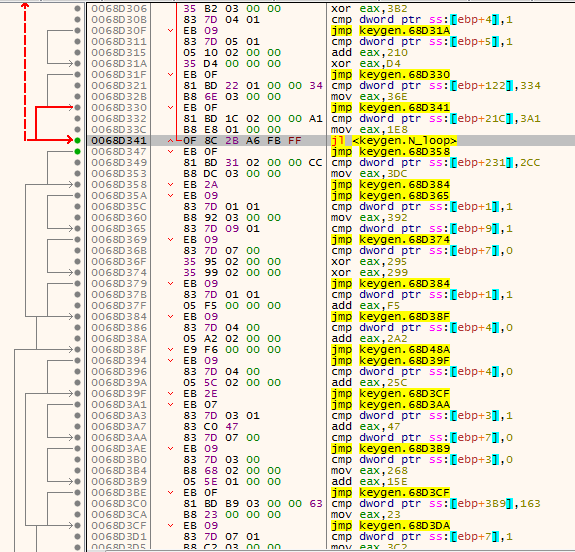 0068D306 35 B2 03 00 00 xor eax,3B2
0068D30B 83 7D 04 01 cmp dword ptr ss:[ebp+4],1
0068D30F EB 09 jmp keygen.68D31A
0068D311 83 7D 05 01 cmp dword ptr ss:[ebp+5],1
0068D315 05 10 02 00 00 add eax,210
0068D31A 35 D4 00 00 00 xor eax,D4
0068D31F EB 0F jmp keygen.68D330
0068D321 81 BD 22 01 00 00 34 cmp dword ptr ss:[ebp+122],334
0068D32B B8 6E 03 00 00 mov eax,36E
0068D330 EB 0F jmp keygen.68D341
0068D332 81 BD 1C 02 00 00 A1 cmp dword ptr ss:[ebp+21C],3A1
0068D33C B8 E8 01 00 00 mov eax,1E8
0068D341 0F 8C 2B A6 FB FF jl <keygen.N_loop>
0068D347 EB 0F jmp keygen.68D358
0068D349 81 BD 31 02 00 00 CC cmp dword ptr ss:[ebp+231],2CC
0068D353 B8 DC 03 00 00 mov eax,3DC
0068D358 EB 2A jmp keygen.68D384
0068D35A EB 09 jmp keygen.68D365
0068D35C 83 7D 01 01 cmp dword ptr ss:[ebp+1],1
0068D360 B8 92 03 00 00 mov eax,392
0068D365 83 7D 09 01 cmp dword ptr ss:[ebp+9],1
0068D369 EB 09 jmp keygen.68D374
0068D36B 83 7D 07 00 cmp dword ptr ss:[ebp+7],0
0068D36F 35 95 02 00 00 xor eax,295
0068D374 35 99 02 00 00 xor eax,299
0068D379 EB 09 jmp keygen.68D384
0068D37B 83 7D 01 01 cmp dword ptr ss:[ebp+1],1
0068D37F 05 F5 00 00 00 add eax,F5
0068D384 EB 09 jmp keygen.68D38F
0068D386 83 7D 04 00 cmp dword ptr ss:[ebp+4],0
0068D38A 05 A2 02 00 00 add eax,2A2
0068D38F E9 F6 00 00 00 jmp keygen.68D48A
0068D394 EB 09 jmp keygen.68D39F
0068D396 83 7D 04 00 cmp dword ptr ss:[ebp+4],0
0068D39A 05 5C 02 00 00 add eax,25C
0068D39F EB 2E jmp keygen.68D3CF
0068D3A1 EB 07 jmp keygen.68D3AA
0068D3A3 83 7D 03 01 cmp dword ptr ss:[ebp+3],1
0068D3A7 83 C0 47 add eax,47
0068D3AA 83 7D 07 00 cmp dword ptr ss:[ebp+7],0
0068D3AE EB 09 jmp keygen.68D3B9
0068D3B0 83 7D 03 00 cmp dword ptr ss:[ebp+3],0
0068D3B4 B8 68 02 00 00 mov eax,268
0068D3B9 05 5E 01 00 00 add eax,15E
0068D3BE EB 0F jmp keygen.68D3CF
0068D3C0 81 BD B9 03 00 00 63 cmp dword ptr ss:[ebp+3B9],163
0068D3CA B8 23 00 00 00 mov eax,23
0068D3CF EB 09 jmp keygen.68D3DA
0068D3D1 83 7D 07 01 cmp dword ptr ss:[ebp+7],1
0068D3D5 B8 C2 03 00 00 mov eax,3C2